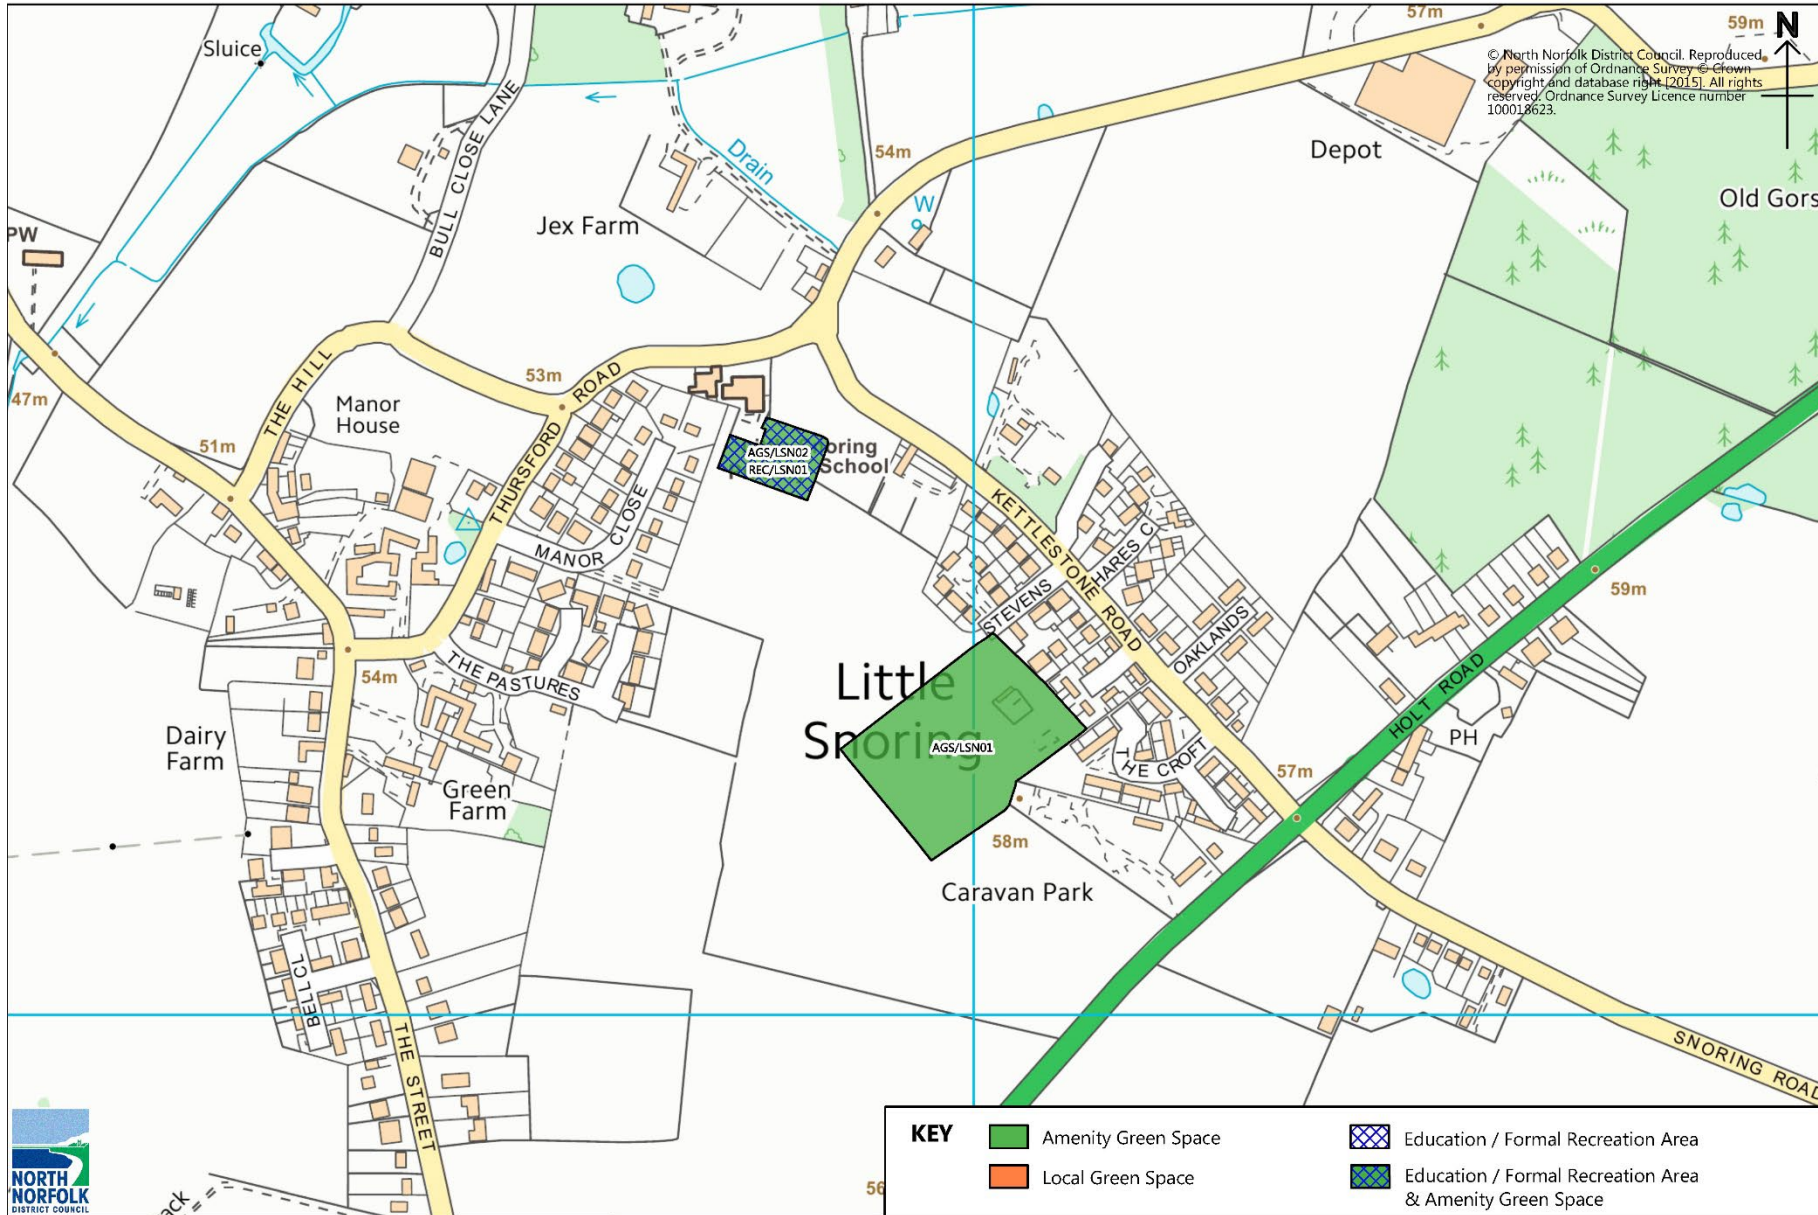 57m
59m
N
Sluice
© North Norfolk District Council. Reproduced
by permission of Ordnance Survey © Crown
copyright and database right [2015]. All rights
reserved. Ordnance Survey Licence number
100018623.
BULL CLOSE LANE
Drain
54m
Depot
Old Gors
W
Jex Farm
PW
47m
THE HILL
53m
THURSFORD ROAD
Manor
House
51m
AGS/LSN02
REC/LSN01
oring
School
MANOR CLOSE
KETTLESTONE ROAD
STEVENS
HARES C
OAKLANDS
59m
HOLT ROAD
PH
THE PASTURES
54m
Little
Snoring
AGS/LSN01
THE CROFT
57m
Dairy
Farm
Green
Farm
58m
Caravan Park
BELL CL
THE STREET
SNORING ROAD
56
ack
NORTH
NORFOLK
DISTRICT COUNCIL
KEY
Amenity Green Space
Local Green Space
Education / Formal Recreation Area
Education / Formal Recreation Area
& Amenity Green Space